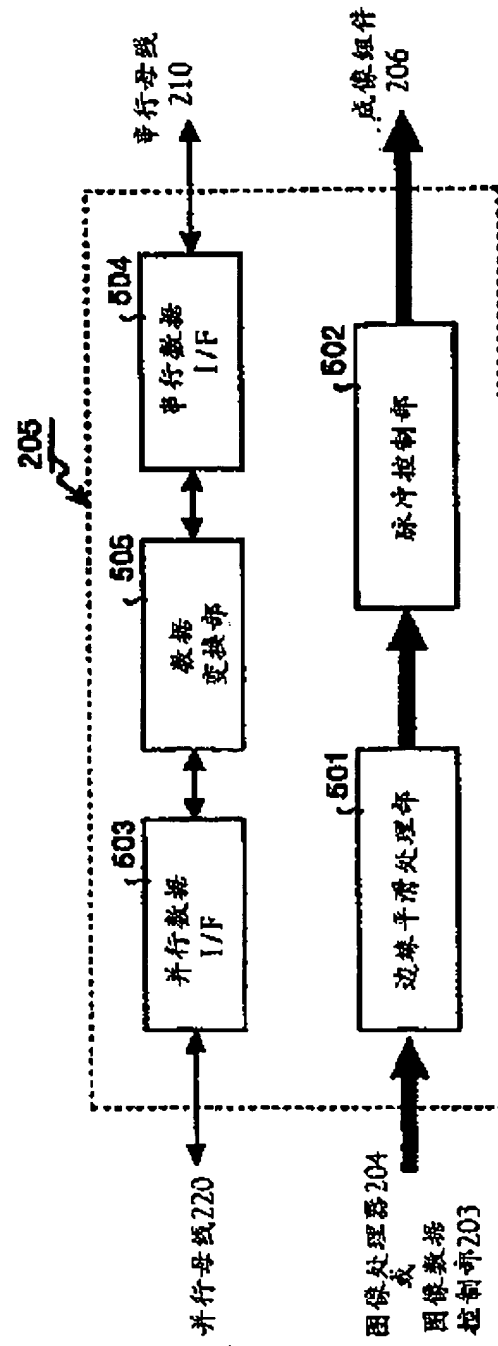 205
并行母线220
503
并行数据
I/F
505
数据
变换部
504
串行数据
I/F
串行母线
210
图像处理器204
或
图像数据
控制部203
501
边缘平滑处理部
502
脉冲控制部
成像组件
206